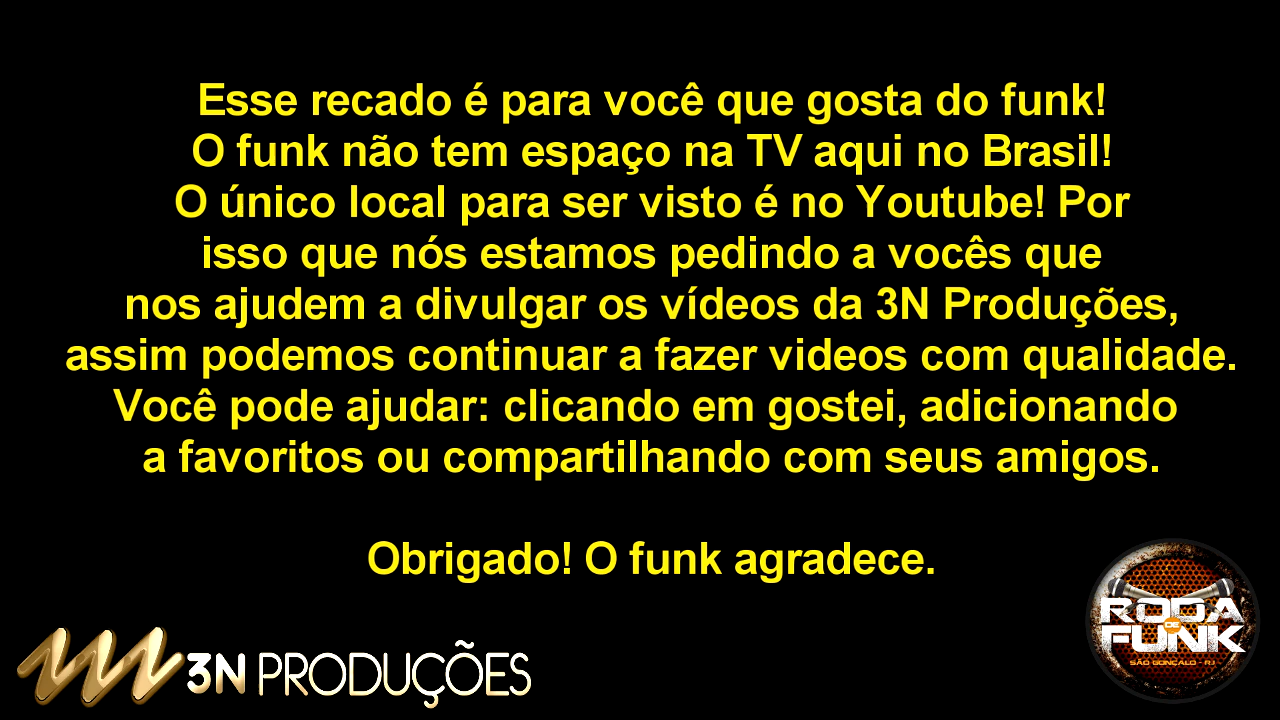 Esse recado é para você que gosta do funk!
O funk não tem espaço na TV aqui no Brasil!
O único local para ser visto é no Youtube! Por
isso que nós estamos pedindo a vocês que
nos ajudem a divulgar os vídeos da 3N Produções,
assim podemos continuar a fazer videos com qualidade.
Você pode ajudar: clicando em gostei, adicionando
a favoritos ou compartilhando com seus amigos.
Obrigado! O funk agradece.
3N PRODUÇÕES
RODA
DE
FUNK
SÃO GONÇALO - RJ